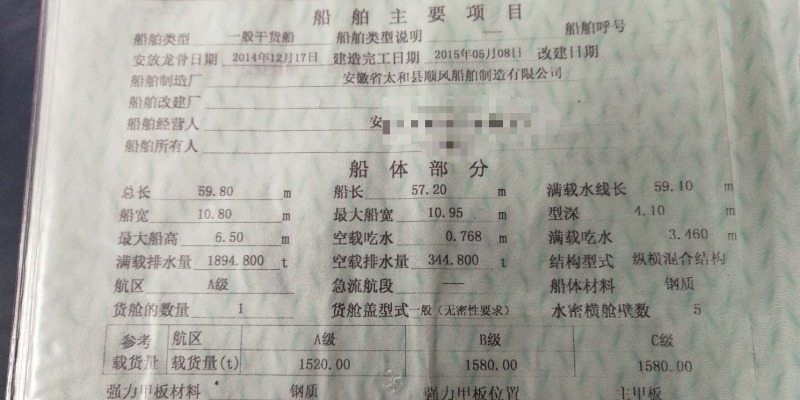 船舶主要项目
船舶类型 一般干货船 船舶类型说明 — 船舶呼号
安放龙骨日期 2014年12月17日 建造完工日期 2015年05月08日 改建日期
船舶制造厂 安徽省太和县顺风船舶制造有限公司
船舶改建厂
船舶经营人 安
船舶所有人
船体部分
总长 59.80 m 船长 57.20 m 满载水线长 59.10 m
船宽 10.80 m 最大船宽 10.95 m 型深 4.10 m
最大船高 6.50 m 空载吃水 0.768 m 满载吃水 3.460 m
满载排水量 1894.800 t 空载排水量 344.800 t 结构型式 纵横混合结构
航区 A级 急流航段 — 船体材料 钢质
货舱的数量 1 货舱盖型式 一般（无密性要求） 水密横舱壁数 5
参考 航区 A级 B级 C级
载货量 载货量(t) 1520.00 1580.00 1580.00
强力甲板材料 钢质 强力甲板位置 主甲板